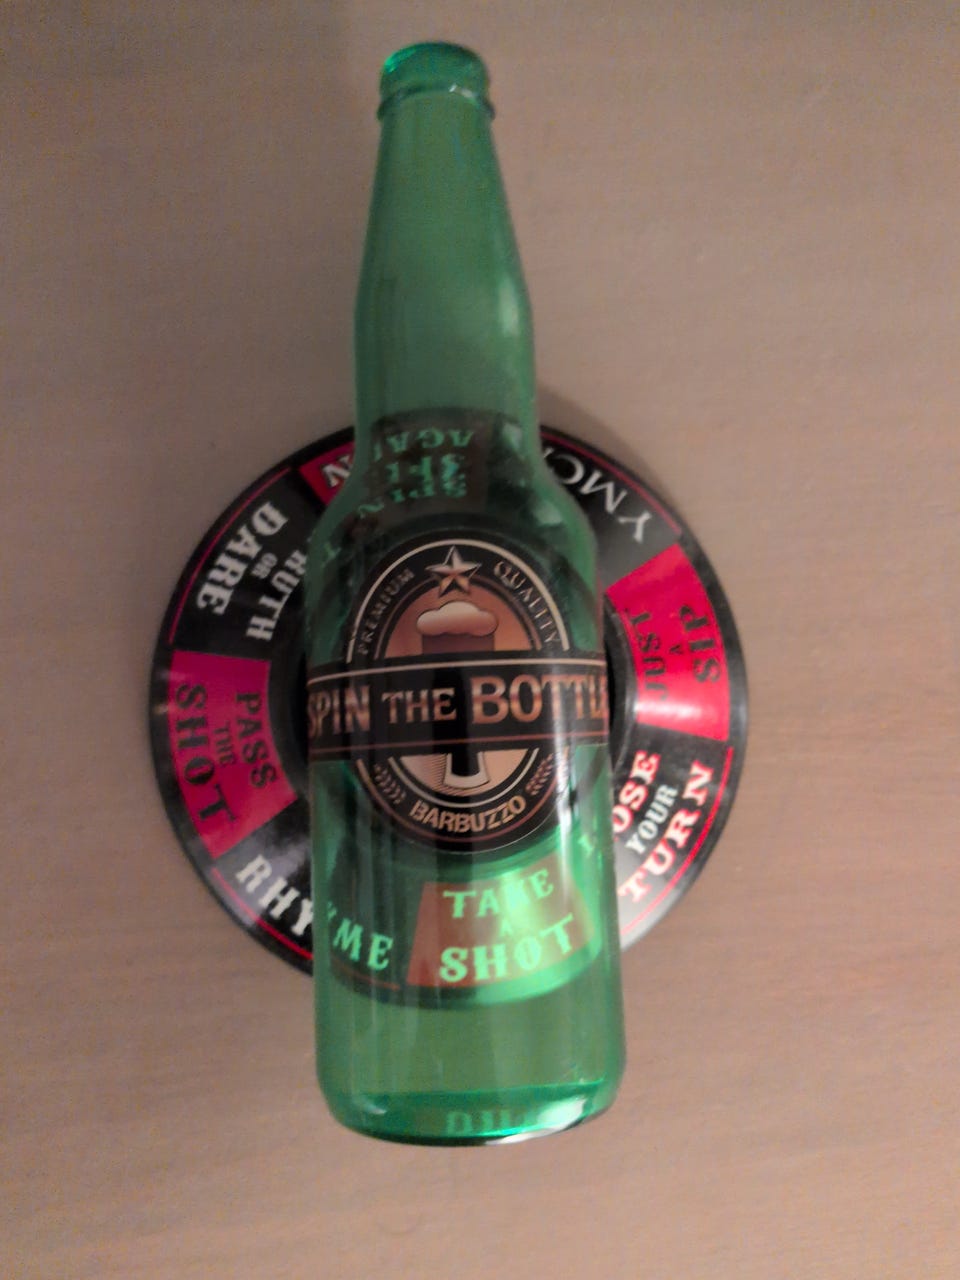 PREMIUM QUALITY
SPIN THE BOTTLE
BARBUZZO
TRUTH
OR
DARE
PASS
THE
SHOT
RHYME
TAKE
A
SHOT
LOSE
YOUR
TURN
JUST
A
SIP
YMCA